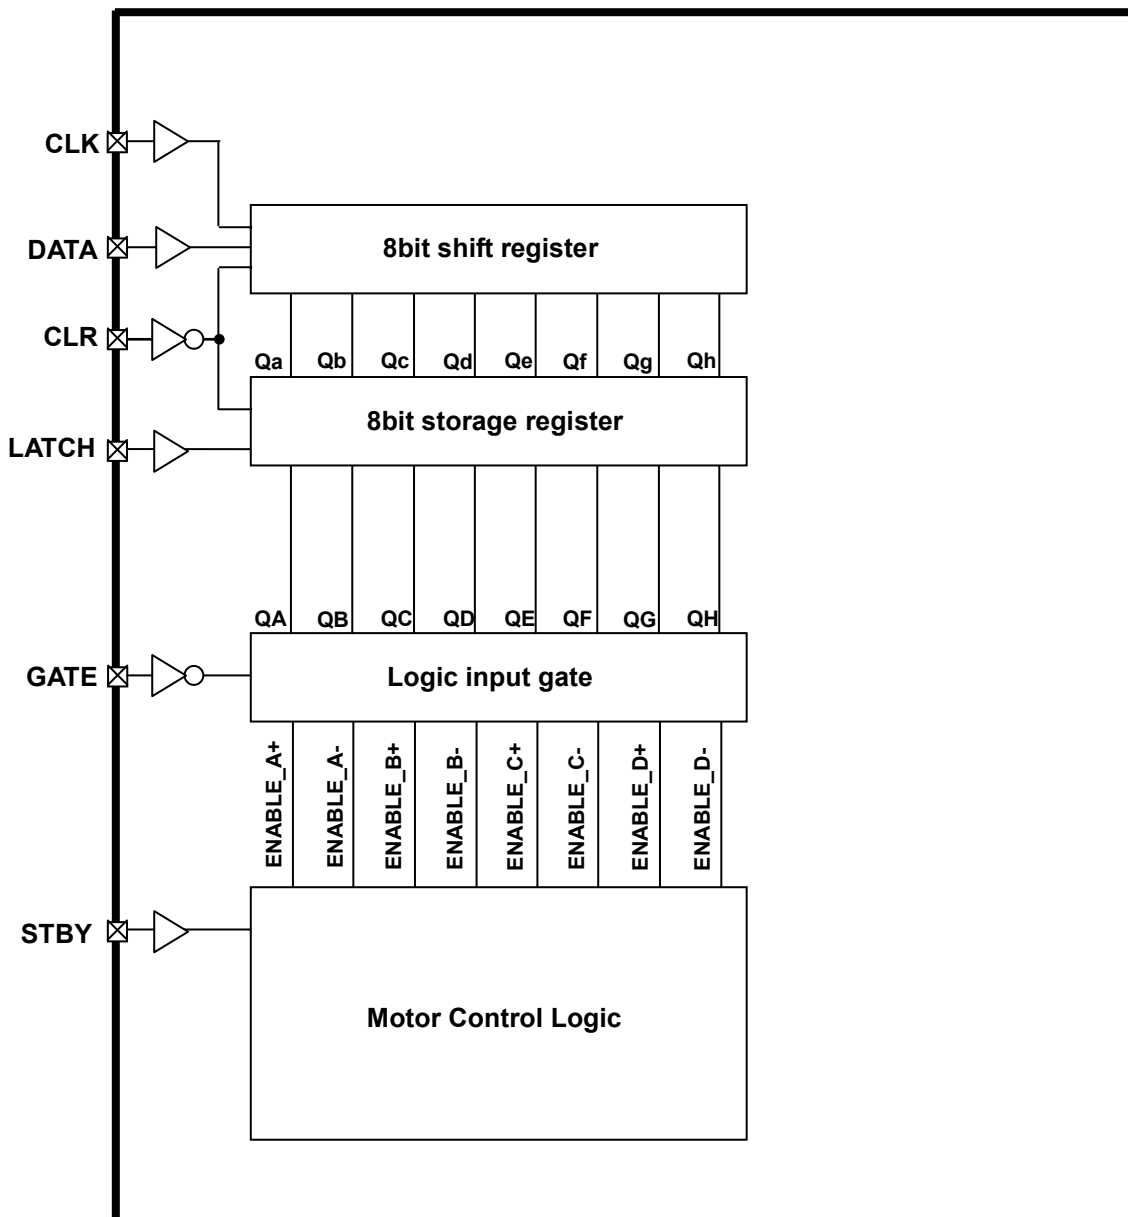 CLK
DATA
8bit shift register
CLR
Qa Qb Qc Qd Qe Qf Qg Qh
8bit storage register
LATCH
QA QB QC QD QE QF QG QH
GATE
Logic input gate
ENABLE_A+
ENABLE_A-
ENABLE_B+
ENABLE_B-
ENABLE_C+
ENABLE_C-
ENABLE_D+
ENABLE_D-
STBY
Motor Control Logic